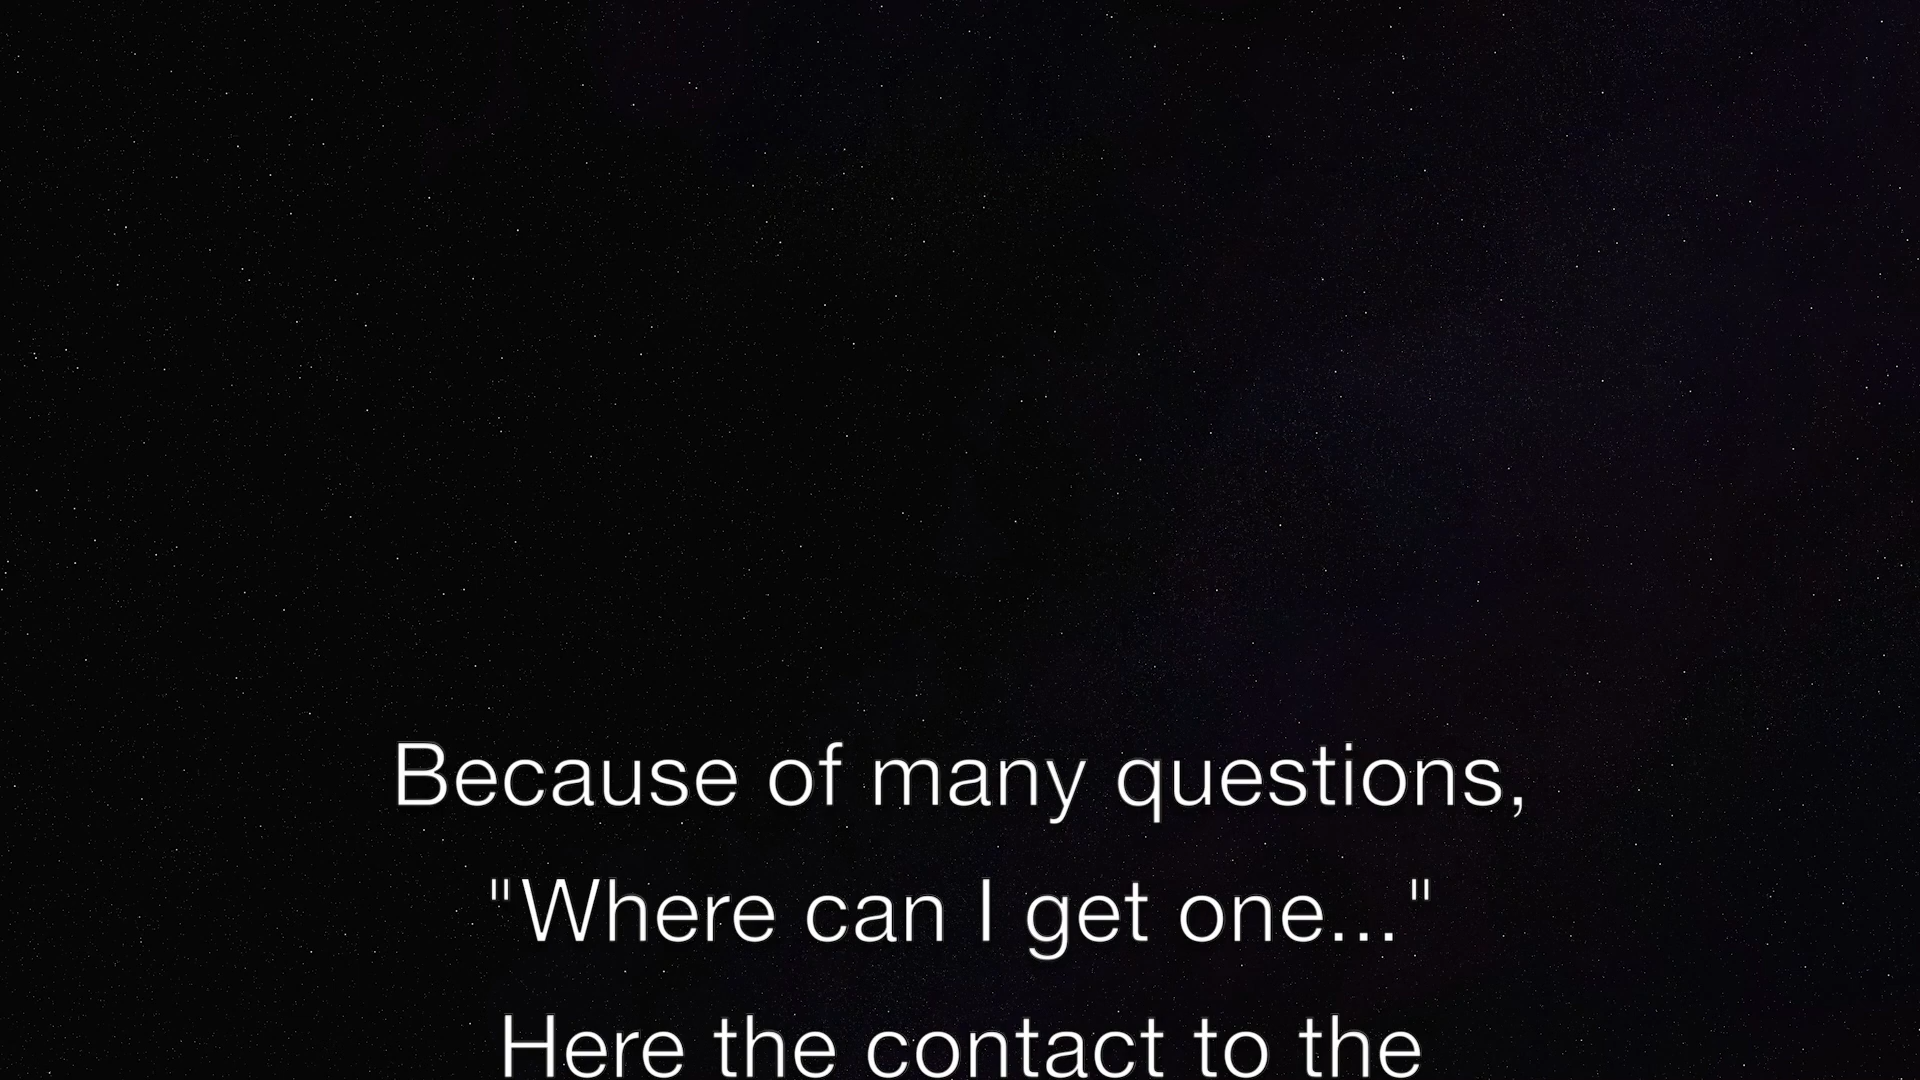 Because of many questions,
"Where can I get one..."
Here the contact to the